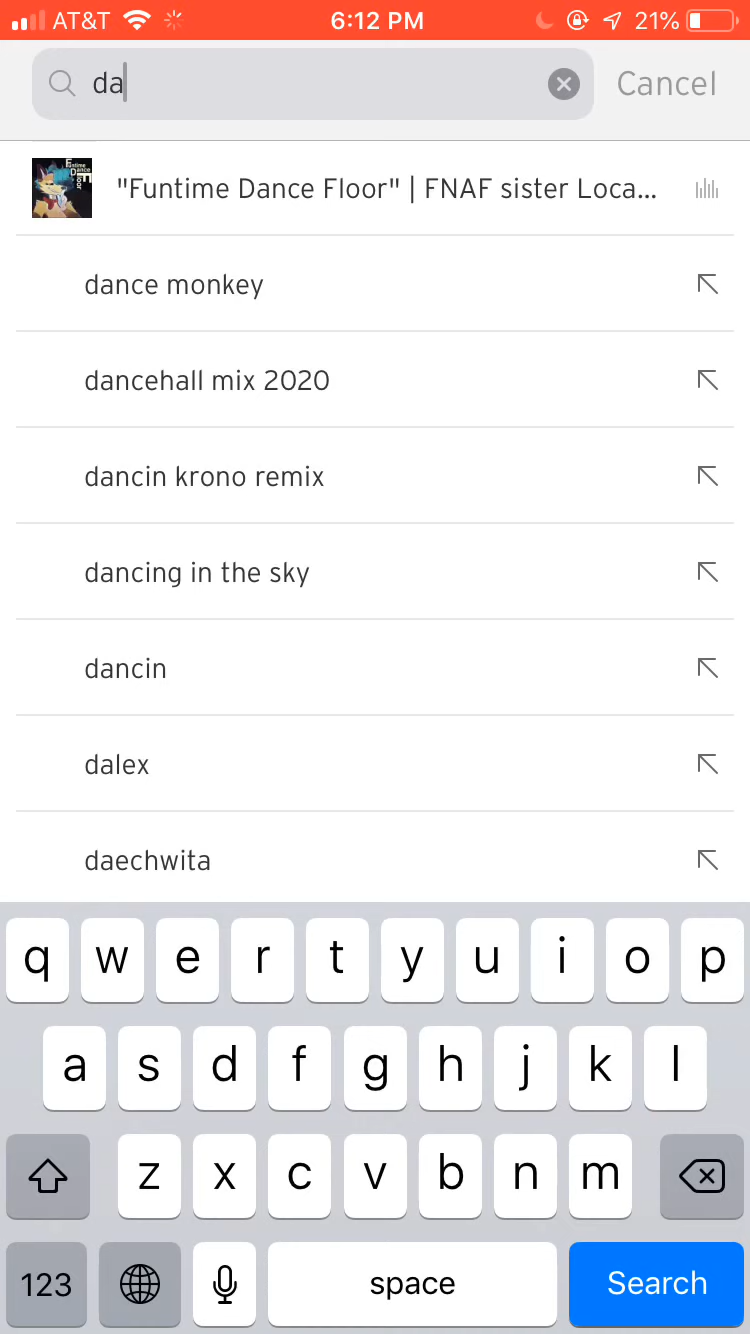 AT&T 6:12 PM 21%
da Cancel
"Funtime Dance Floor" | FNAF sister Loca...
dance monkey
dancehall mix 2020
dancin krono remix
dancing in the sky
dancin
dalex
daechwita
q w e r t y u i o p
a s d f g h j k l
z x c v b n m
123 space Search